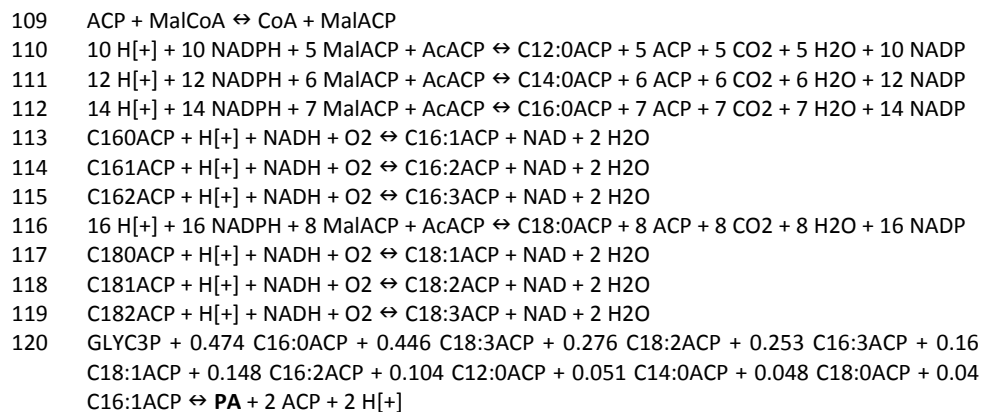 109 ACP + MalCoA ⇔ CoA + MalACP
110 10 H[+] + 10 NADPH + 5 MalACP + AcACP ⇔ C12:0ACP + 5 ACP + 5 CO2 + 5 H2O + 10 NADP
111 12 H[+] + 12 NADPH + 6 MalACP + AcACP ⇔ C14:0ACP + 6 ACP + 6 CO2 + 6 H2O + 12 NADP
112 14 H[+] + 14 NADPH + 7 MalACP + AcACP ⇔ C16:0ACP + 7 ACP + 7 CO2 + 7 H2O + 14 NADP
113 C160ACP + H[+] + NADH + O2 ⇔ C16:1ACP + NAD + 2 H2O
114 C161ACP + H[+] + NADH + O2 ⇔ C16:2ACP + NAD + 2 H2O
115 C162ACP + H[+] + NADH + O2 ⇔ C16:3ACP + NAD + 2 H2O
116 16 H[+] + 16 NADPH + 8 MalACP + AcACP ⇔ C18:0ACP + 8 ACP + 8 CO2 + 8 H2O + 16 NADP
117 C180ACP + H[+] + NADH + O2 ⇔ C18:1ACP + NAD + 2 H2O
118 C181ACP + H[+] + NADH + O2 ⇔ C18:2ACP + NAD + 2 H2O
119 C182ACP + H[+] + NADH + O2 ⇔ C18:3ACP + NAD + 2 H2O
120 GLYC3P + 0.474 C16:0ACP + 0.446 C18:3ACP + 0.276 C18:2ACP + 0.253 C16:3ACP + 0.16
C18:1ACP + 0.148 C16:2ACP + 0.104 C12:0ACP + 0.051 C14:0ACP + 0.048 C18:0ACP + 0.04
C16:1ACP ⇔ PA + 2 ACP + 2 H[+]